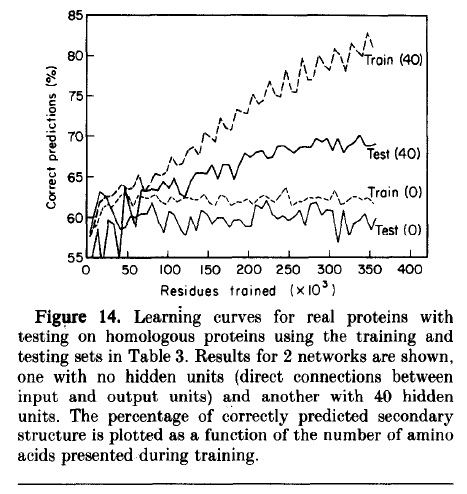 85
80
75
70
65
60
55
Correct predictions (%)
Train (40)
Test (40)
Train (0)
Test (0)
0 50 100 150 200 250 300 350 400
Residues trained (×10³)
Figure 14. Learning curves for real proteins with
testing on homologous proteins using the training and
testing sets in Table 3. Results for 2 networks are shown,
one with no hidden units (direct connections between
input and output units) and another with 40 hidden
units. The percentage of correctly predicted secondary
structure is plotted as a function of the number of amino
acids presented during training.